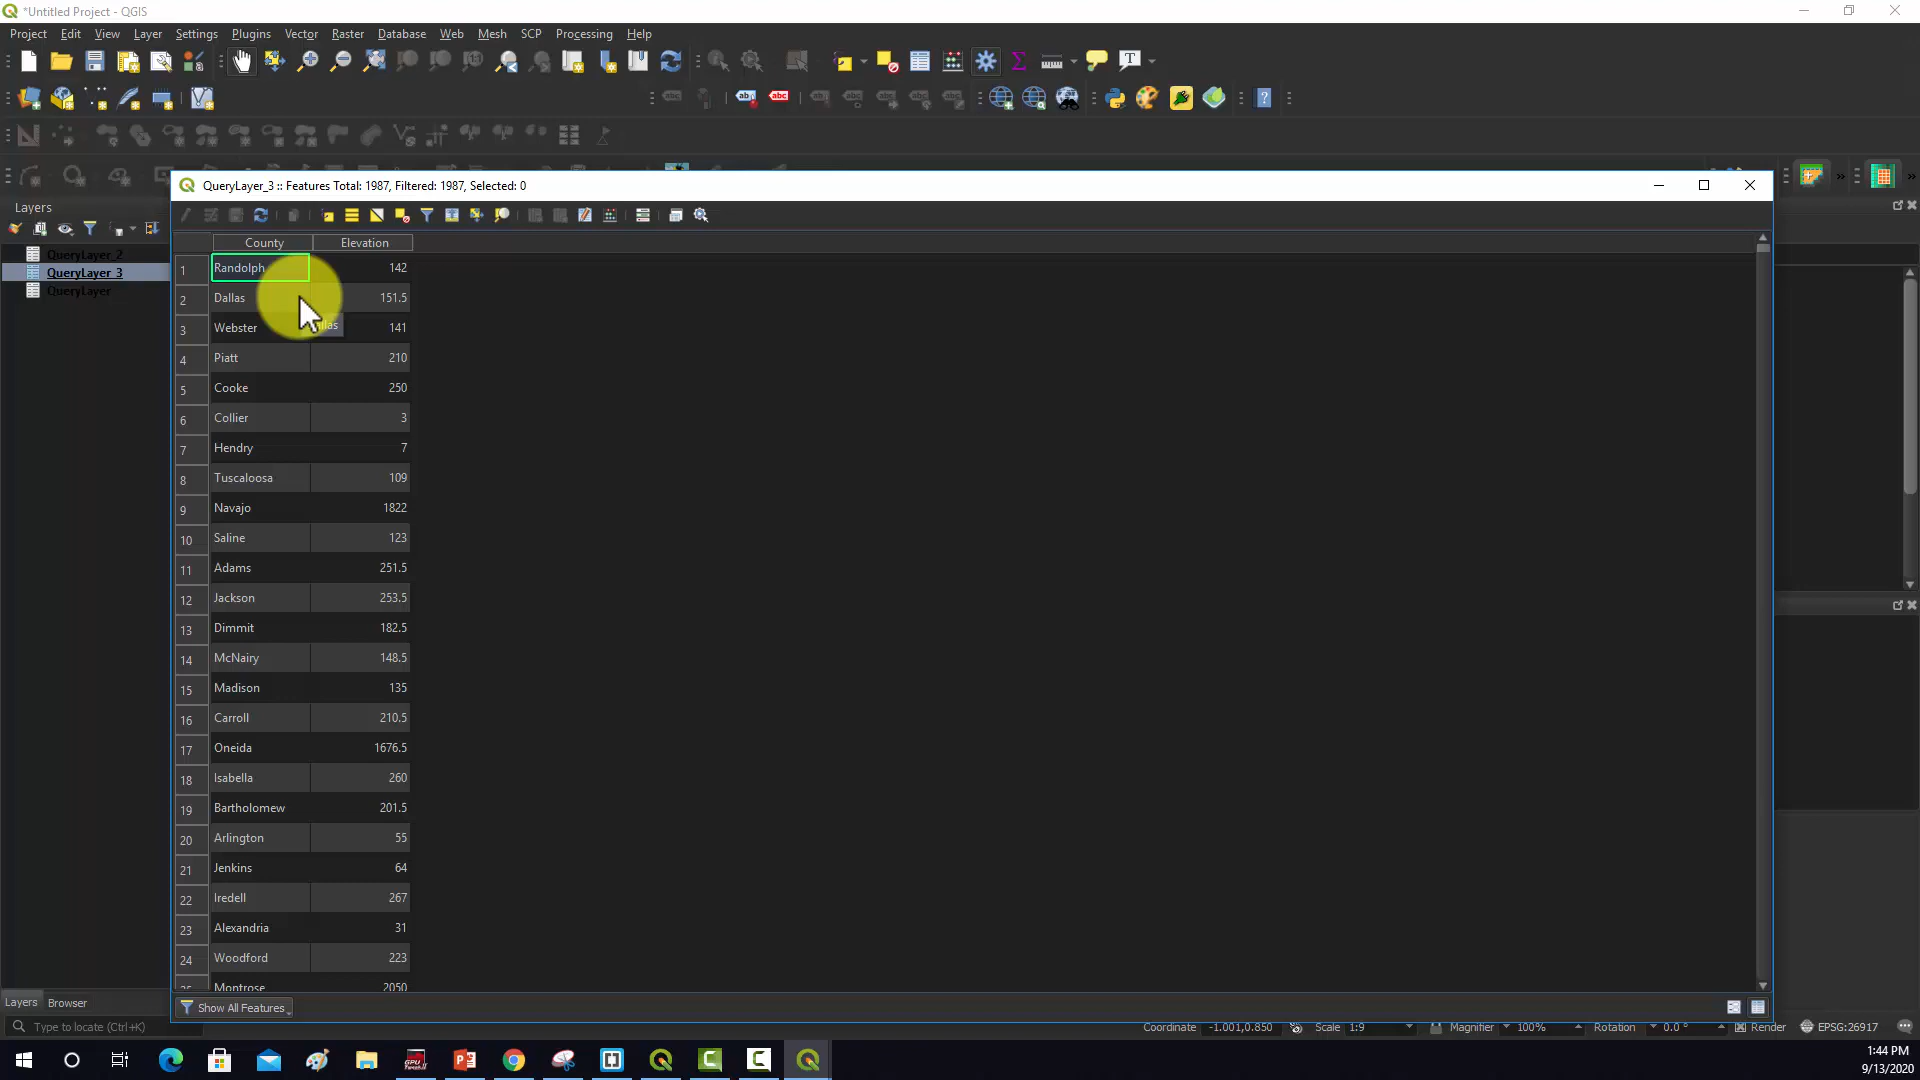 *Untitled Project - QGIS
Project Edit View Layer Settings Plugins Vector Raster Database Web Mesh SCP Processing Help
QueryLayer_3 :: Features Total: 1987, Filtered: 1987, Selected: 0
Layers
QueryLayer_2
QueryLayer_3
QueryLayer
County Elevation
1 Randolph 142
2 Dallas 151.5
3 Webster 141
4 Piatt 210
5 Cooke 250
6 Collier 3
7 Hendry 7
8 Tuscaloosa 109
9 Navajo 1822
10 Saline 123
11 Adams 251.5
12 Jackson 253.5
13 Dimmit 182.5
14 McNairy 148.5
15 Madison 135
16 Carroll 210.5
17 Oneida 1676.5
18 Isabella 260
19 Bartholomew 201.5
20 Arlington 55
21 Jenkins 64
22 Iredell 267
23 Alexandria 31
24 Woodford 223
25 Montrose 2050
Show All Features
Layers Browser
Type to locate (Ctrl+K)
Coordinate -1.001,0.850 Scale 1:9 Magnifier 100% Rotation 0.0 ° Render EPSG:26917
1:44 PM
9/13/2020